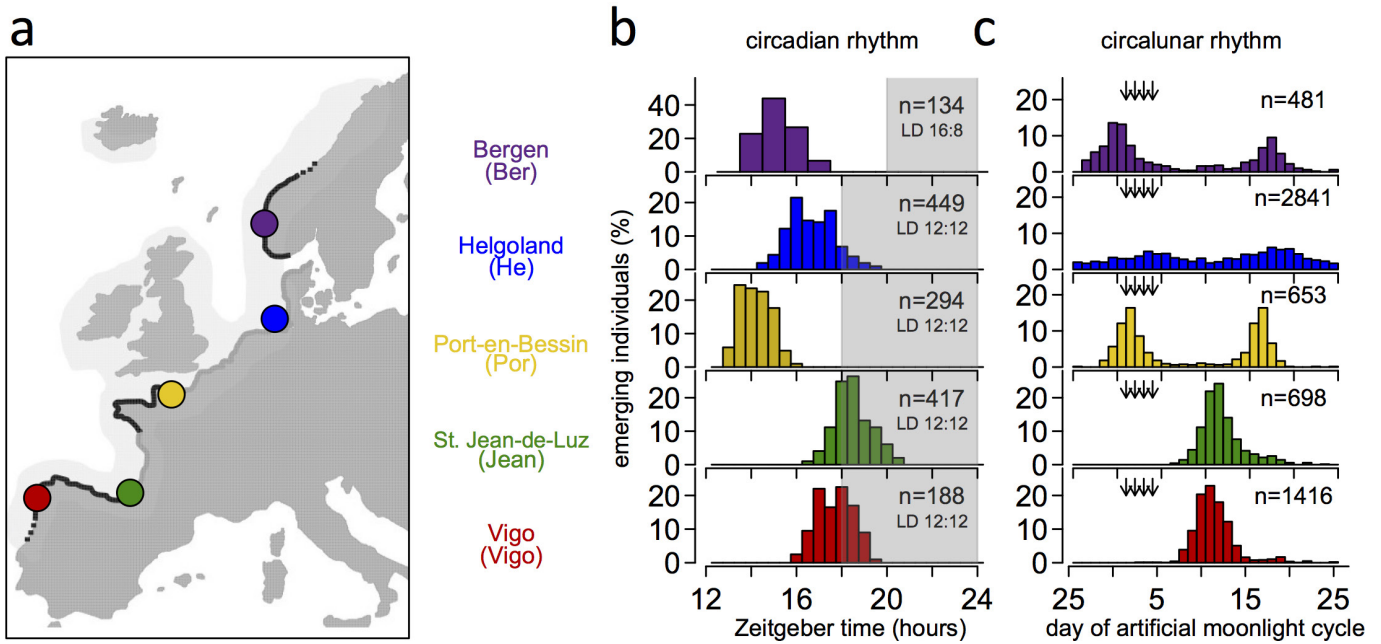 a
b
c
circadian rhythm
circalunar rhythm
Bergen
(Ber)
Helgoland
(He)
Port-en-Bessin
(Por)
St. Jean-de-Luz
(Jean)
Vigo
(Vigo)
emerging individuals (%)
40
20
0
n=134
LD 16:8
20
10
0
n=449
LD 12:12
20
10
0
n=294
LD 12:12
20
10
0
n=417
LD 12:12
20
10
0
n=188
LD 12:12
12 16 20 24
Zeitgeber time (hours)
20
10
0
n=481
20
10
0
n=2841
20
10
0
n=653
20
10
0
n=698
20
10
0
n=1416
25 5 15 25
day of artificial moonlight cycle